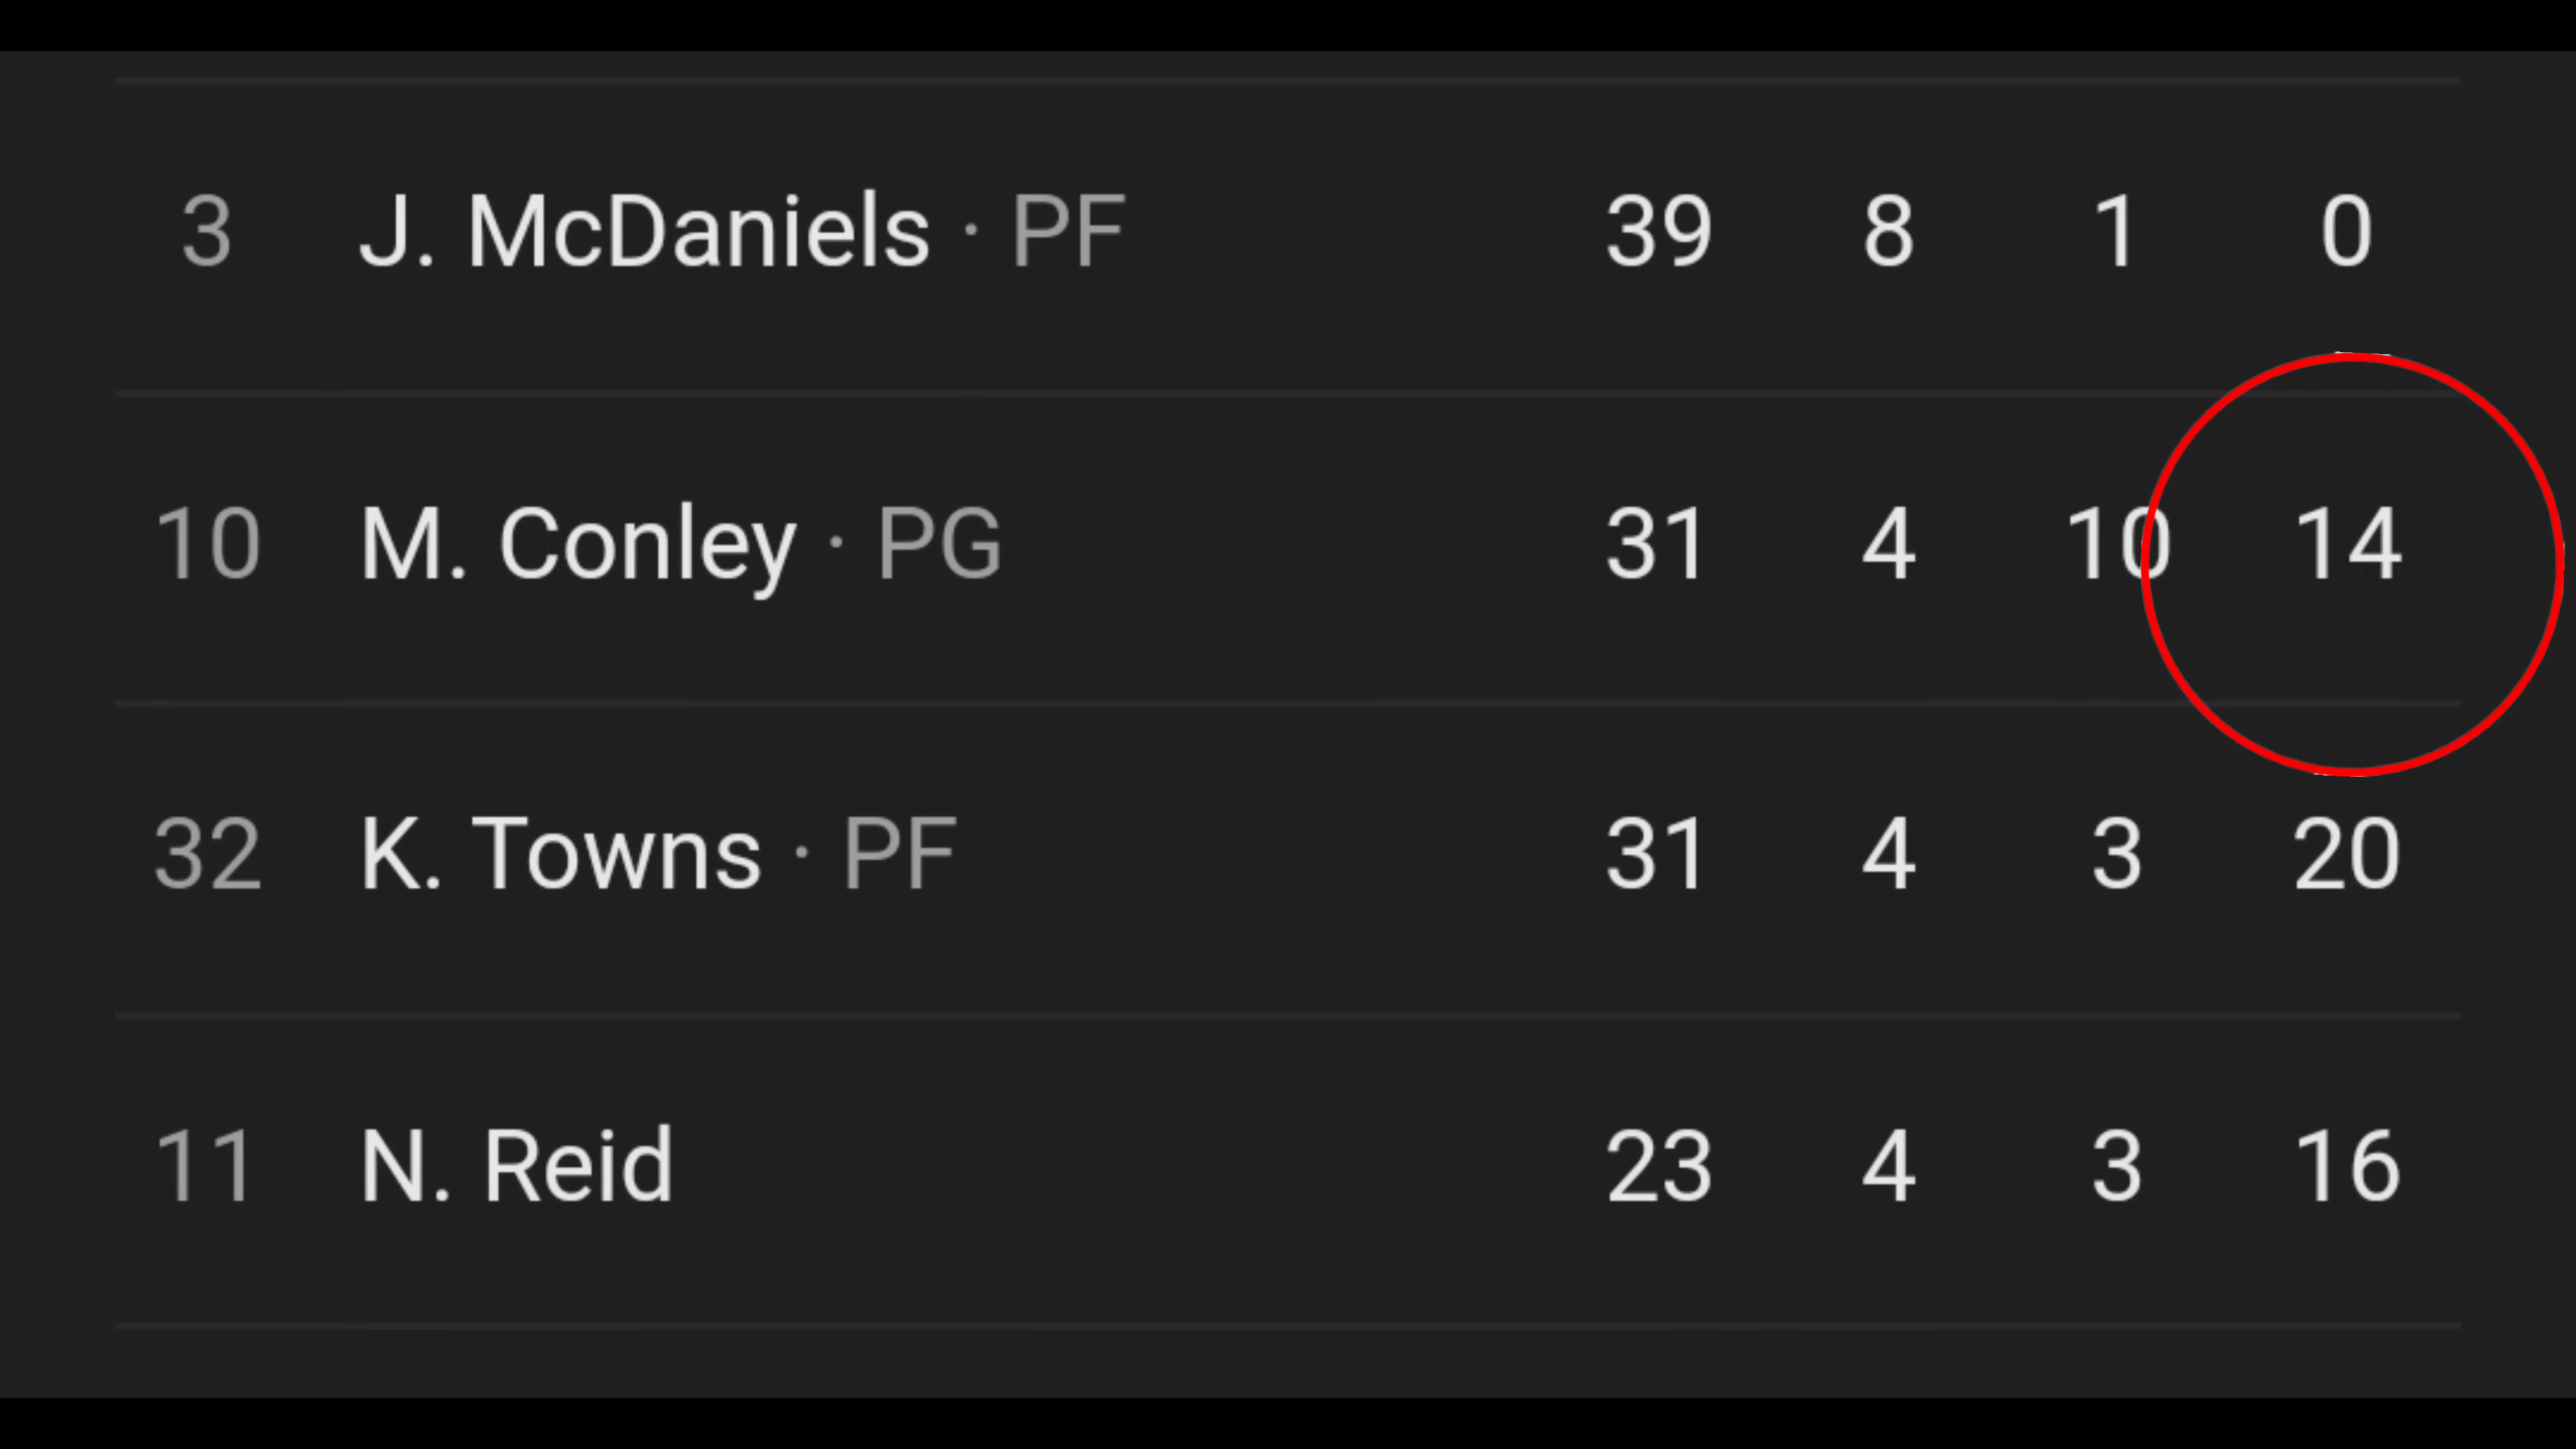 3 J. McDaniels · PF 39 8 1 0
10 M. Conley · PG 31 4 10 14
32 K. Towns · PF 31 4 3 20
11 N. Reid 23 4 3 16